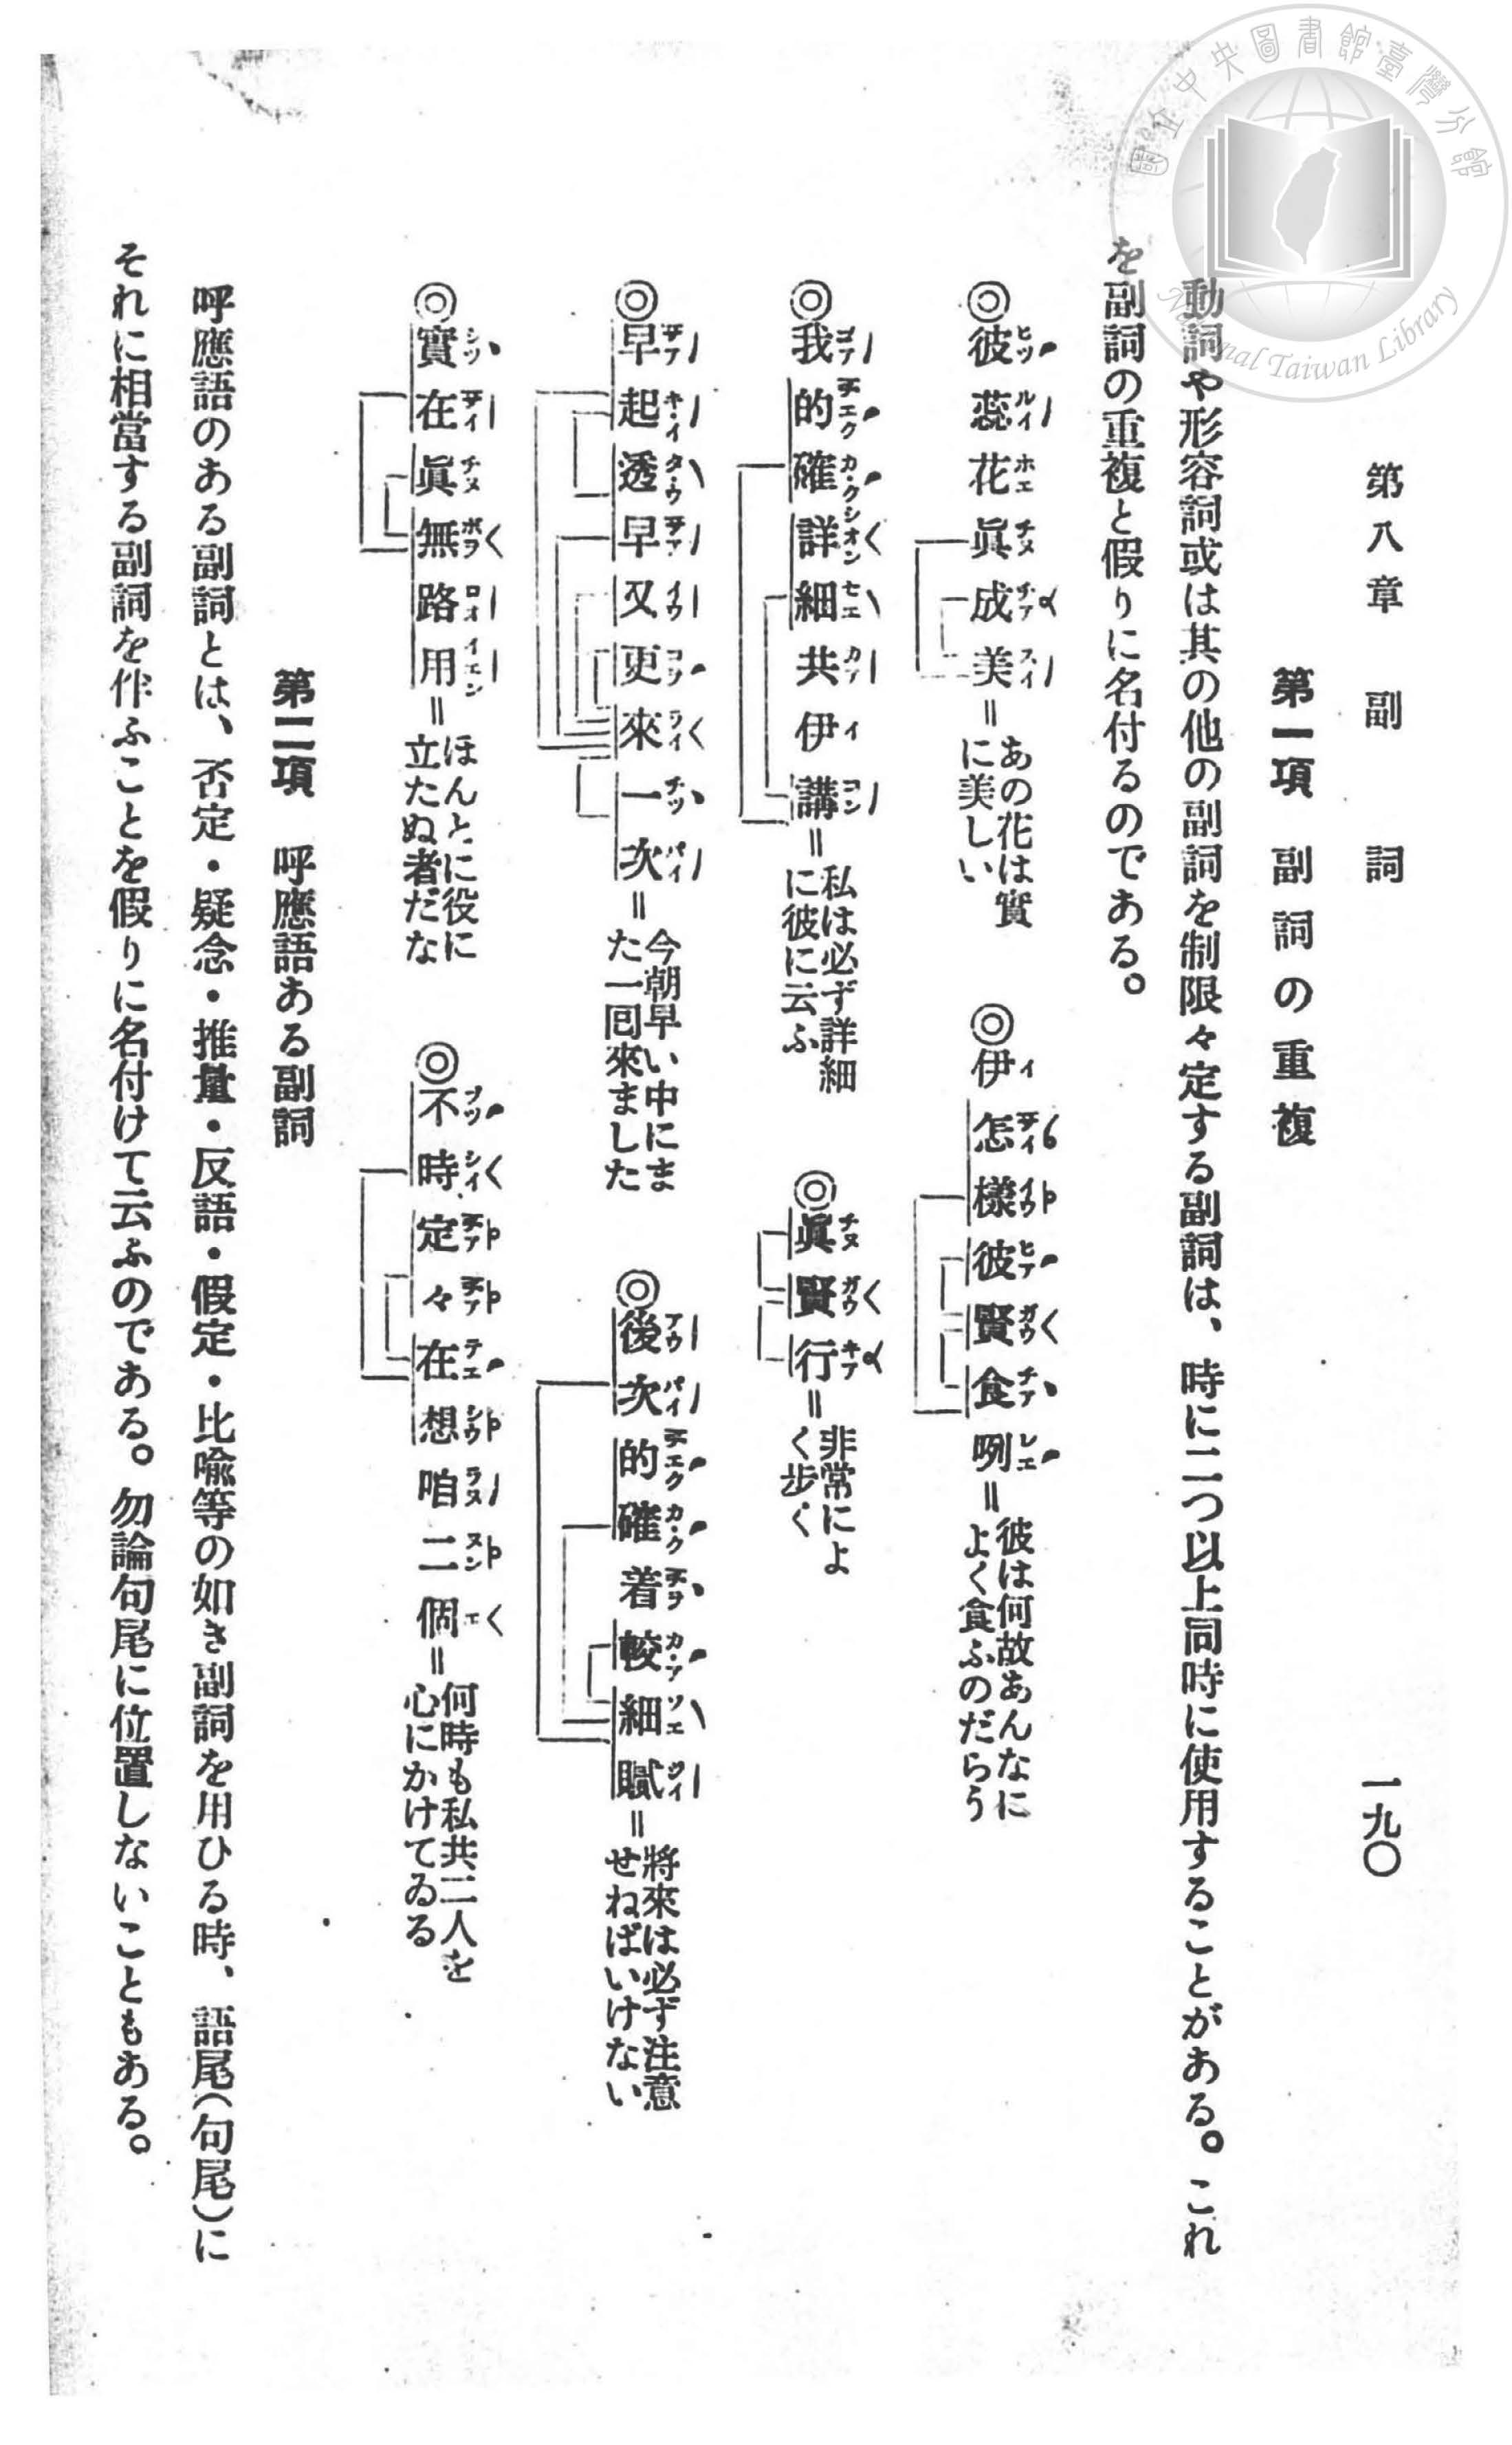 第八章　副　詞
一九〇
第一項　副詞の重複
動詞や形容詞或は其の他の副詞を制限々定する副詞は、時に二つ以上同時に使用することがある。これ
を副詞の重複と假りに名付るのである。
◎彼蕊花眞成美＝あの花は實に美しい
◎伊怎樣彼賢食咧＝彼は何故あんなによく食ふのだらう
◎我的確詳細共伊講＝私は必ず詳細に彼に云ふ
◎眞賢行＝非常によく歩く
◎早起透早又更來一次＝今朝早い中にまた一囘來ました
◎後次的確着較細膩＝將來は必ず注意せねばいけない
◎實在眞無路用＝ほんとに役に立たぬ者だな
◎不時定々在想咱二個＝何時も私共二人を心にかけてゐる
第二項　呼應語ある副詞
呼應語のある副詞とは、否定・疑念・推量・反語・假定・比喩等の如き副詞を用ひる時、語尾（句尾）に
それに相當する副詞を伴ふことを假りに名付けて云ふのである。勿論句尾に位置しないこともある。
國立中央圖書館臺灣分館
National Taiwan Library